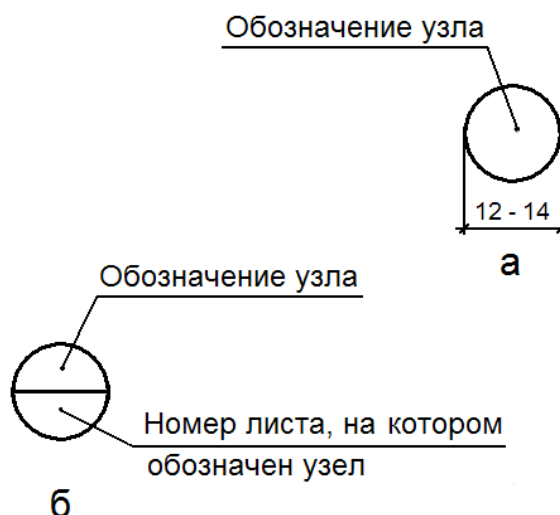 Обозначение узла
12 - 14
а
Обозначение узла
Номер листа, на котором
обозначен узел
б